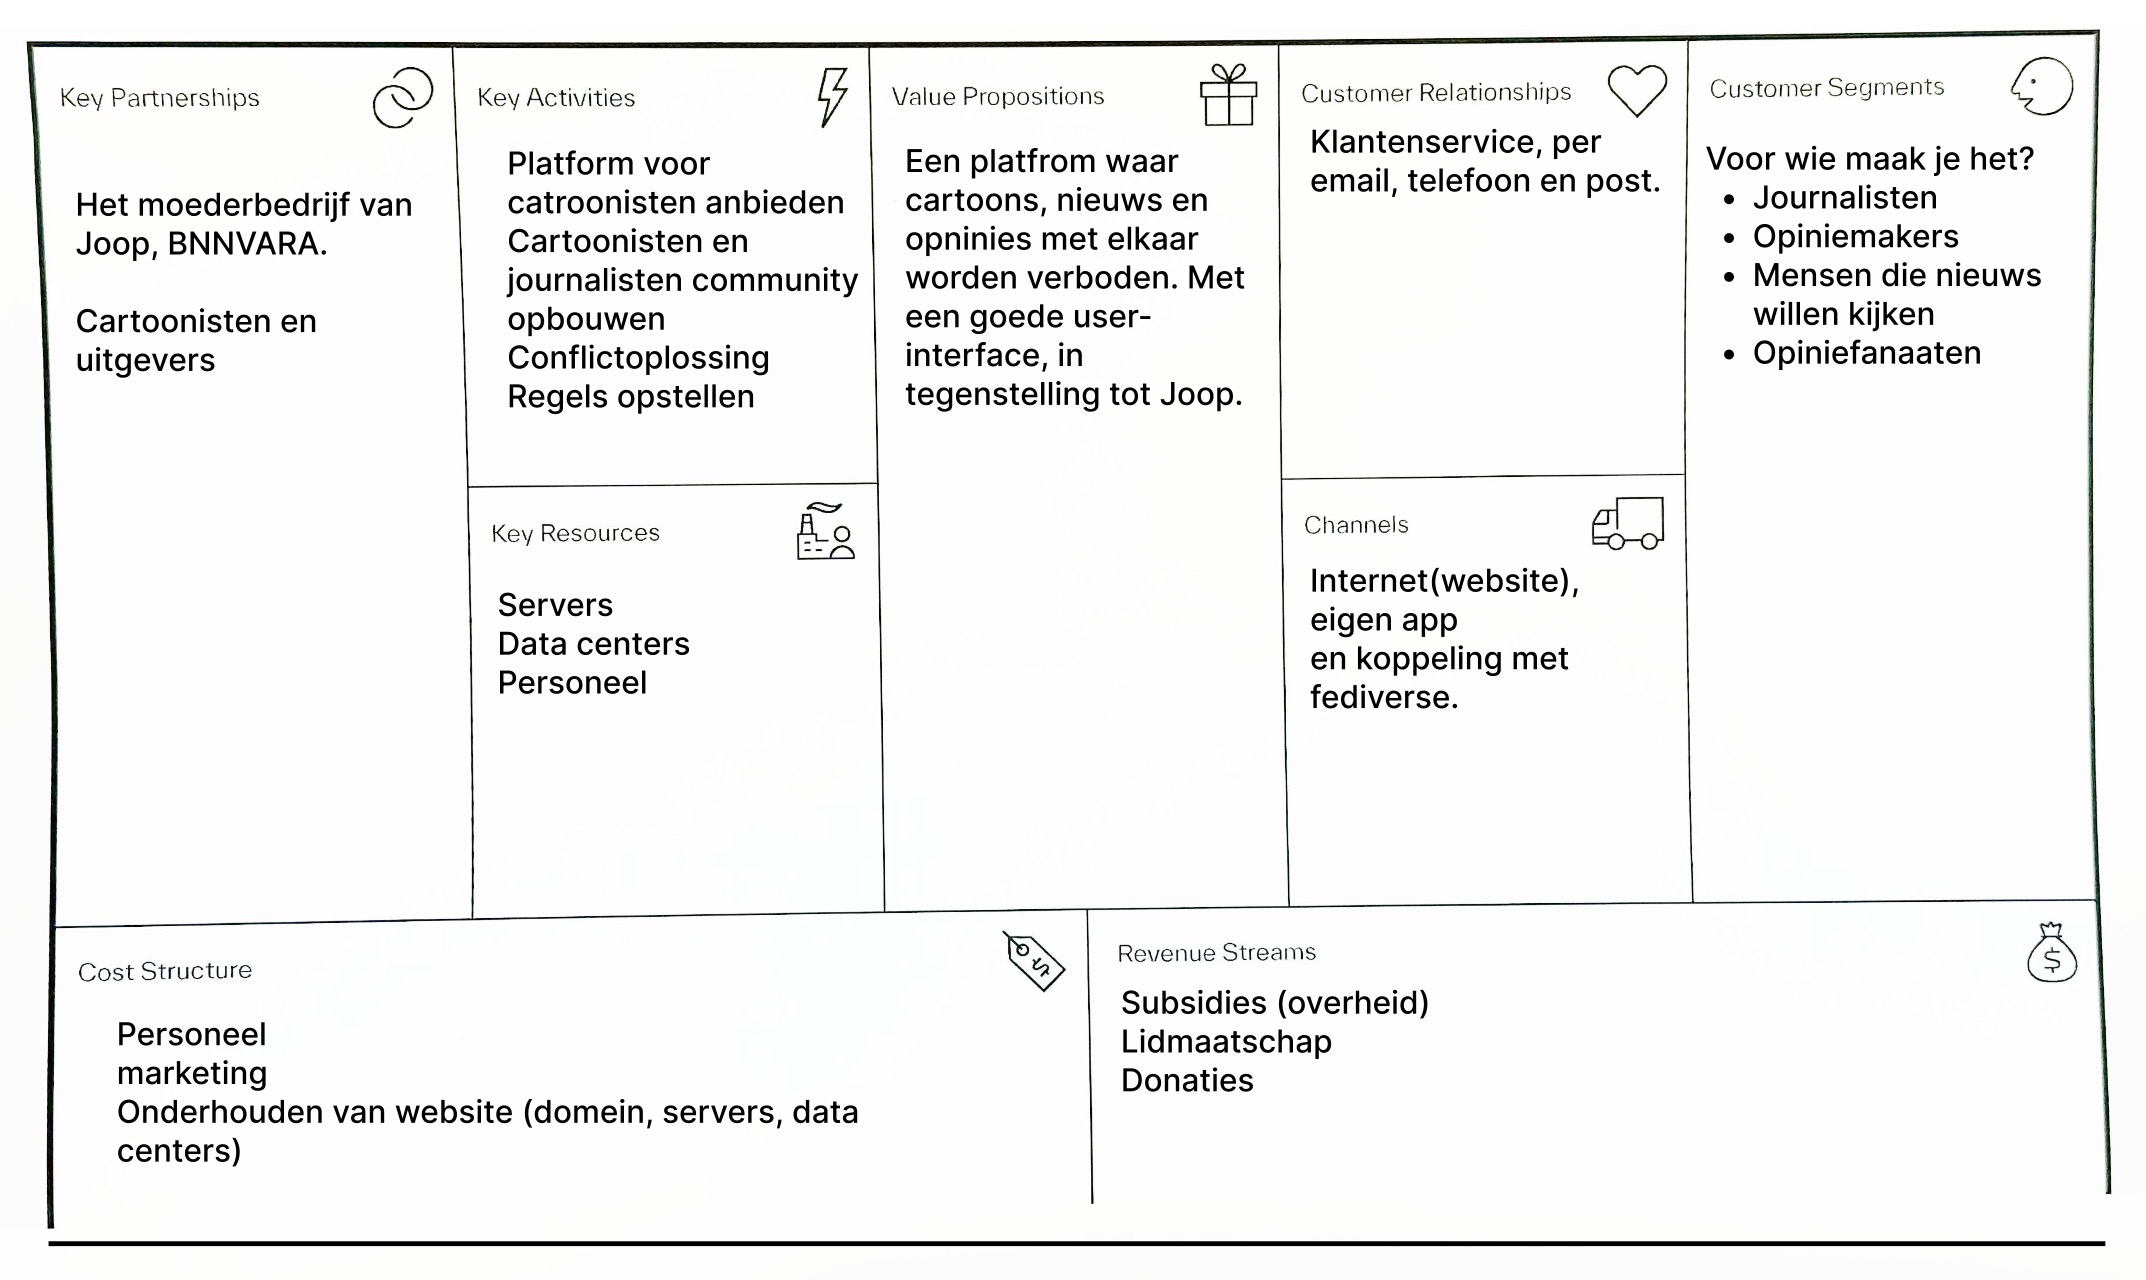 Key Partnerships
Het moederbedrijf van
Joop, BNNVARA.
Cartoonisten en
uitgevers
Key Activities
Platform voor
catroonisten anbieden
Cartoonisten en
journalisten community
opbouwen
Conflictoplossing
Regels opstellen
Key Resources
Servers
Data centers
Personeel
Value Propositions
Een platfrom waar
cartoons, nieuws en
opninies met elkaar
worden verboden. Met
een goede user-
interface, in
tegenstelling tot Joop.
Customer Relationships
Klantenservice, per
email, telefoon en post.
Channels
Internet(website),
eigen app
en koppeling met
fediverse.
Customer Segments
Voor wie maak je het?
• Journalisten
• Opiniemakers
• Mensen die nieuws
willen kijken
• Opiniefanaaten
Cost Structure
$
Personeel
marketing
Onderhouden van website (domein, servers, data
centers)
Revenue Streams
$
Subsidies (overheid)
Lidmaatschap
Donaties